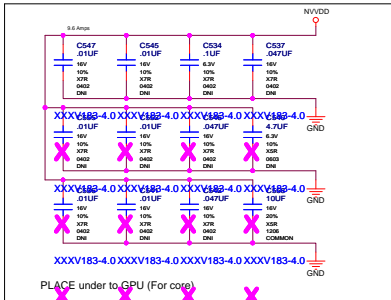 NVVDD
9.6 Amps
C547 C545 C534 C537
.01UF .01UF .1UF .047UF
16V 16V 6.3V 16V
10% 10% 10% 10%
X7R X7R X7R X7R
0402 0402 0402 0402
DNI DNI DNI DNI
GND
XXXV183-4.0 XXXV183-4.0 XXXV183-4.0 XXXV183-4.0
.01UF .01UF .047UF 4.7UF
16V 16V 16V 6.3V
10% 10% 10% 10%
X7R X7R X7R X5R
0402 0402 0402 0603
DNI DNI DNI DNI
GND
XXXV183-4.0 XXXV183-4.0 XXXV183-4.0 XXXV183-4.0
.01UF .01UF .047UF 10UF
16V 16V 16V 16V
10% 10% 10% 20%
X7R X7R X7R X5R
0402 0402 0402 1206
DNI DNI DNI COMMON
GND
XXXV183-4.0 XXXV183-4.0 XXXV183-4.0 XXXV183-4.0
PLACE under to GPU (For core)